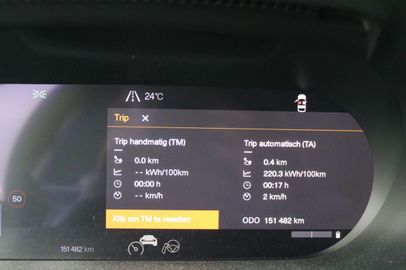 24°C
Trip
Trip handmatig (TM)
0.0 km
-- kWh/100km
00:00 h
-- km/h
Klik om TM te resetten
Trip automatisch (TA)
0.4 km
220.3 kWh/100km
00:17 h
2 km/h
ODO 151 482 km
50
151 482 km